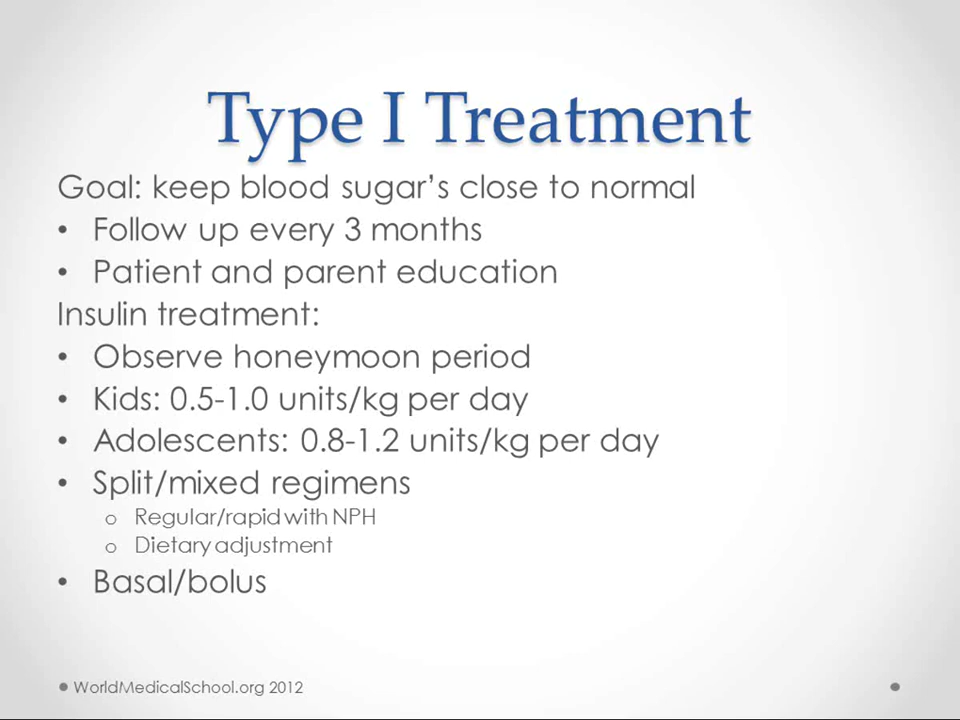 Type I Treatment
Goal: keep blood sugar’s close to normal
• Follow up every 3 months
• Patient and parent education
Insulin treatment:
• Observe honeymoon period
• Kids: 0.5-1.0 units/kg per day
• Adolescents: 0.8-1.2 units/kg per day
• Split/mixed regimens
o Regular/rapid with NPH
o Dietary adjustment
• Basal/bolus
WorldMedicalSchool.org 2012